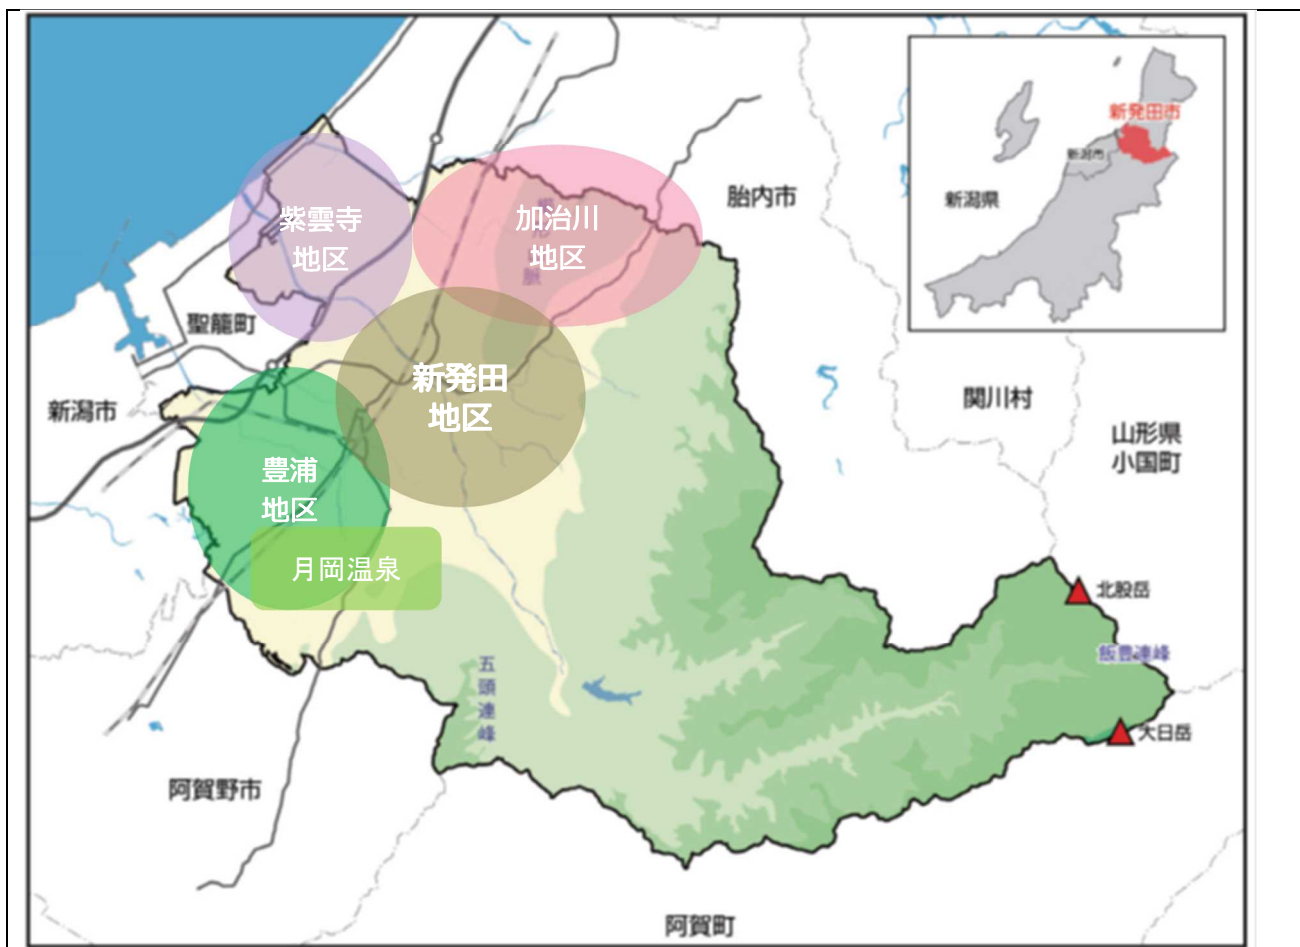 新発田市
新潟市
新潟県
胎内市
紫雲寺
地区
加治川
地区
脈
聖籠町
新発田
地区
新潟市
関川村
山形県
小国町
豊浦
地区
月岡温泉
北股岳
飯豊連峰
五頭連峰
大日岳
阿賀野市
阿賀町